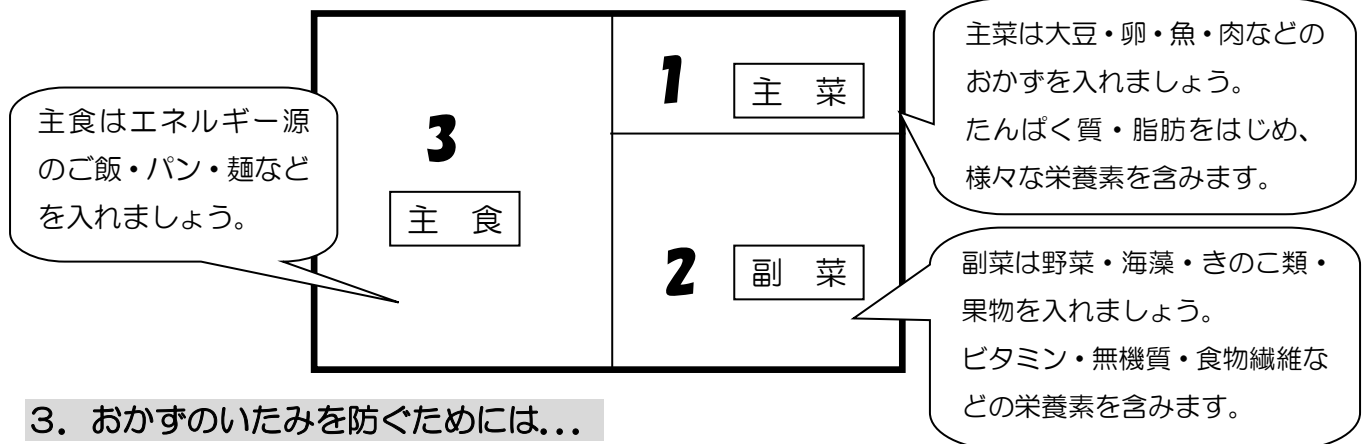 主食はエネルギー源
のご飯・パン・麺など
を入れましょう。
3
主 食
1
主 菜
2
副 菜
主菜は大豆・卵・魚・肉などの
おかずを入れましょう。
たんぱく質・脂肪をはじめ、
様々な栄養素を含みます。
副菜は野菜・海藻・きのこ類・
果物を入れましょう。
ビタミン・無機質・食物繊維な
どの栄養素を含みます。
3．おかずのいたみを防ぐためには...